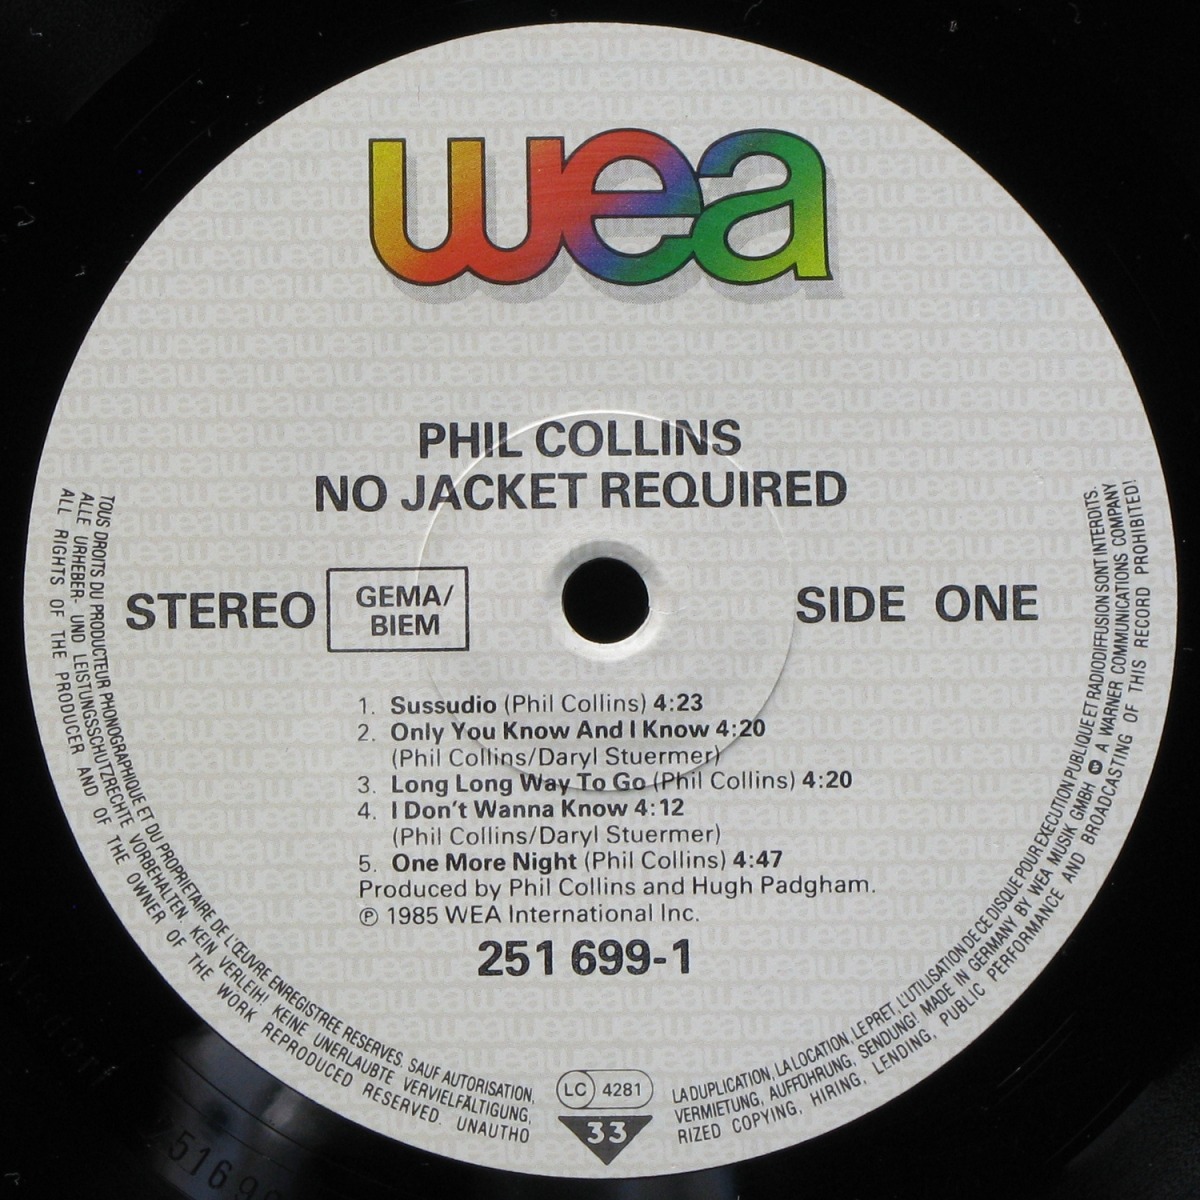 wea
PHIL COLLINS
NO JACKET REQUIRED
STEREO
GEMA/
BIEM
SIDE ONE
1. Sussudio (Phil Collins) 4:23
2. Only You Know And I Know 4:20
(Phil Collins/Daryl Stuermer)
3. Long Long Way To Go (Phil Collins) 4:20
4. I Don't Wanna Know 4:12
(Phil Collins/Daryl Stuermer)
5. One More Night (Phil Collins) 4:47
Produced by Phil Collins and Hugh Padgham.
℗ 1985 WEA International Inc.
251 699-1
TOUS DROITS DU PRODUCTEUR PHONOGRAPHIQUE ET DU PROPRIETAIRE DE L'ŒUVRE ENREGISTREE RESERVES. SAUF AUTORISATION, LA DUPLICATION, LA LOCATION, LE PRET, L'UTILISATION DE CE DISQUE POUR EXECUTION PUBLIQUE ET RADIODIFFUSION SONT INTERDITS.
ALLE URHEBER- UND LEISTUNGSSCHUTZRECHTE VORBEHALTEN. KEIN VERLEIH! KEINE UNERLAUBTE VERVIELFÄLTIGUNG, VERMIETUNG, AUFFÜHRUNG, SENDUNG! MADE IN GERMANY BY WEA MUSIK GMBH A WARNER COMMUNICATIONS COMPANY
ALL RIGHTS OF THE PRODUCER AND OF THE OWNER OF THE WORK REPRODUCED RESERVED. UNAUTHORIZED COPYING, HIRING, LENDING, PUBLIC PERFORMANCE AND BROADCASTING OF THIS RECORD PROHIBITED!
LC 4281
33